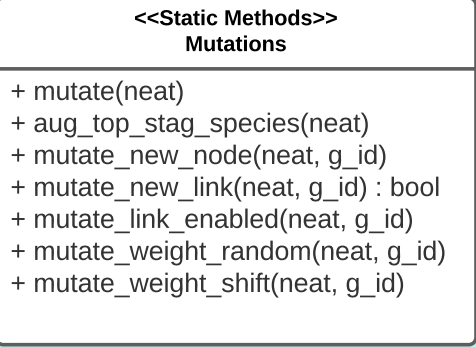 <<Static Methods>>
Mutations
+ mutate(neat)
+ aug_top_stag_species(neat)
+ mutate_new_node(neat, g_id)
+ mutate_new_link(neat, g_id) : bool
+ mutate_link_enabled(neat, g_id)
+ mutate_weight_random(neat, g_id)
+ mutate_weight_shift(neat, g_id)